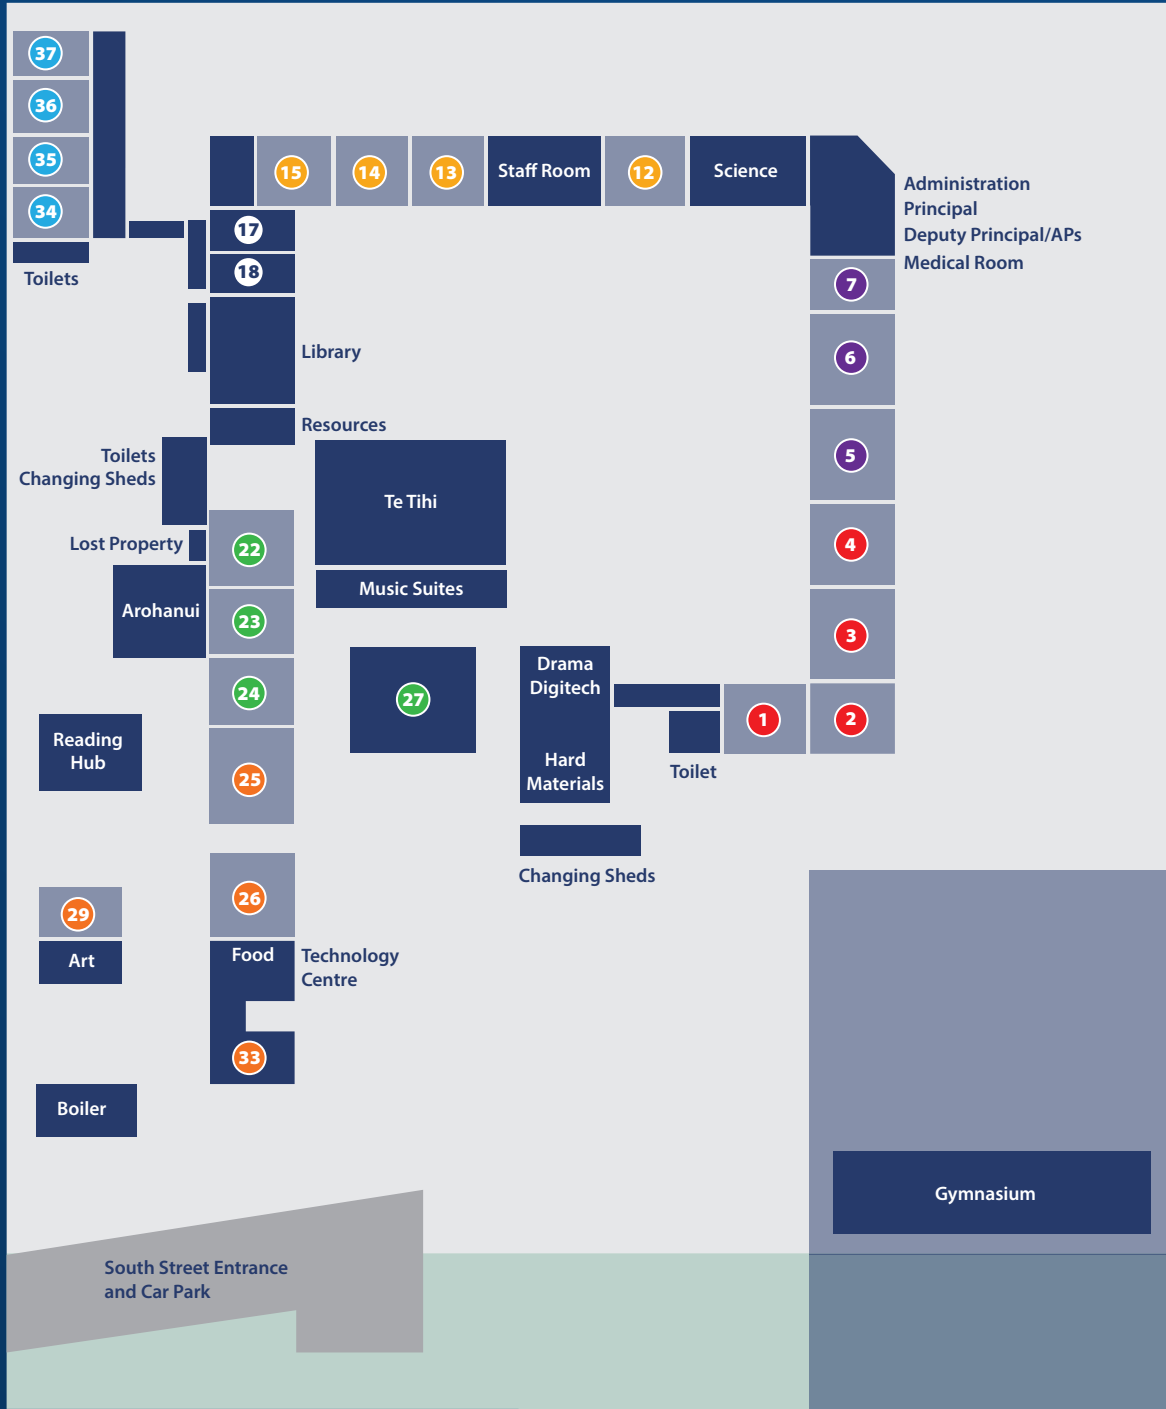 37
36
35
34
Toilets
15
14
13
Staff Room
12
Science
Administration
Principal
Deputy Principal/APs
Medical Room
17
18
Library
Resources
7
6
5
4
3
2
1
Toilets
Changing Sheds
Lost Property
Arohanui
22
23
24
25
Te Tihi
Music Suites
27
Drama
Digitech
Hard
Materials
Toilet
Changing Sheds
Reading
Hub
26
29
Art
Food
Technology
Centre
33
Boiler
Gymnasium
South Street Entrance
and Car Park